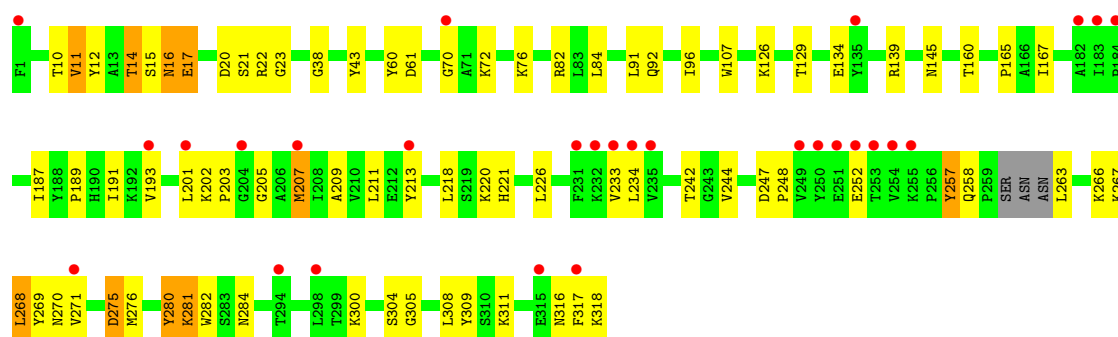 F1 T10 V11 Y12 A13 T14 S15 N16 E17 D20 S21 R22 G23 G38 Y43 Y60 D61 G70 A71 K72 K76 R82 L83 L84 L91 Q92 I96 W107 K126 T129 E134 Y135 R139 N145 T160 P165 A166 I167 A182 I183
I187 Y188 P189 H190 I191 K192 V193 L201 K202 P203 G204 G205 A206 M207 I208 A209 V210 L211 E212 Y213 L218 S219 K220 H221 L226 F231 K232 V233 L234 V235 T242 G243 V244 D247 P248 V249 Y250 E251 E252 T253 V254 K255 P256 Y257 Q258 P259 SER ASN ASN L263 K266
L268 Y269 N270 V271 D275 M276 Y280 K281 W282 S283 N284 T294 L298 T299 K300 S304 G305 L308 Y309 S310 K311 E315 N316 F317 K318